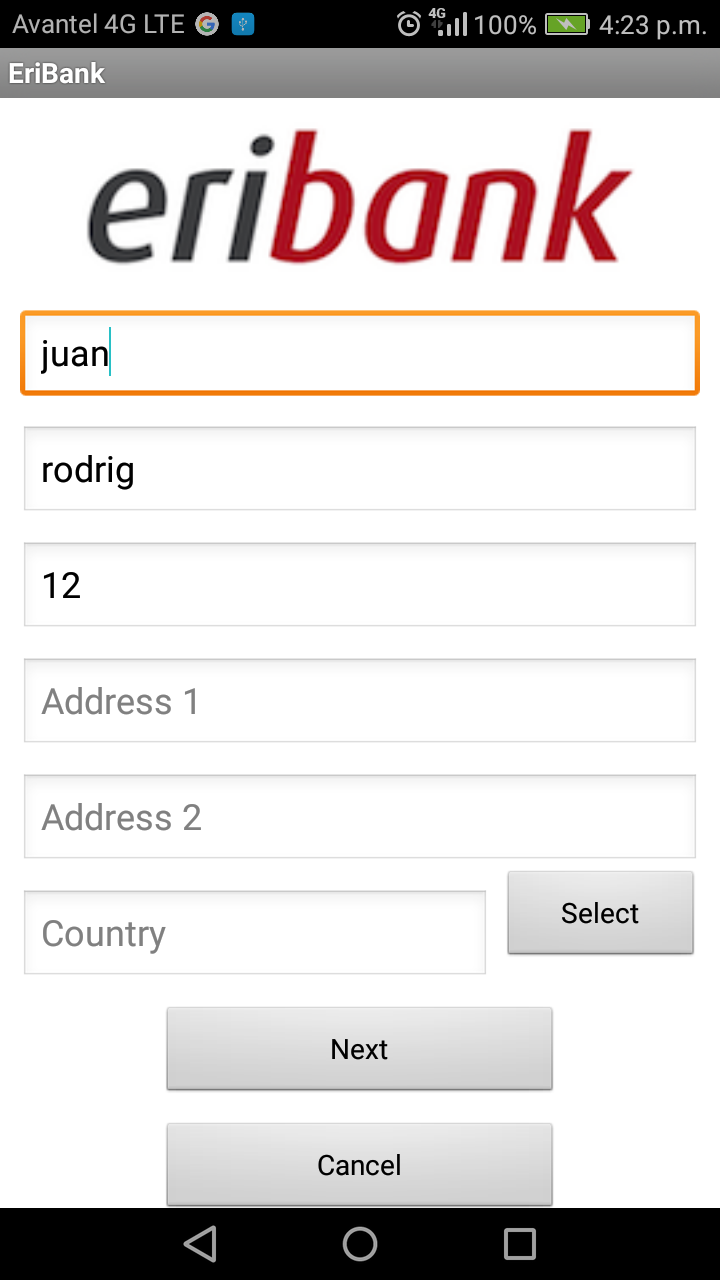 Avantel 4G LTE 4G 100% 4:23 p.m.
EriBank
eribank
juan
rodrig
12
Address 1
Address 2
Country
Select
Next
Cancel